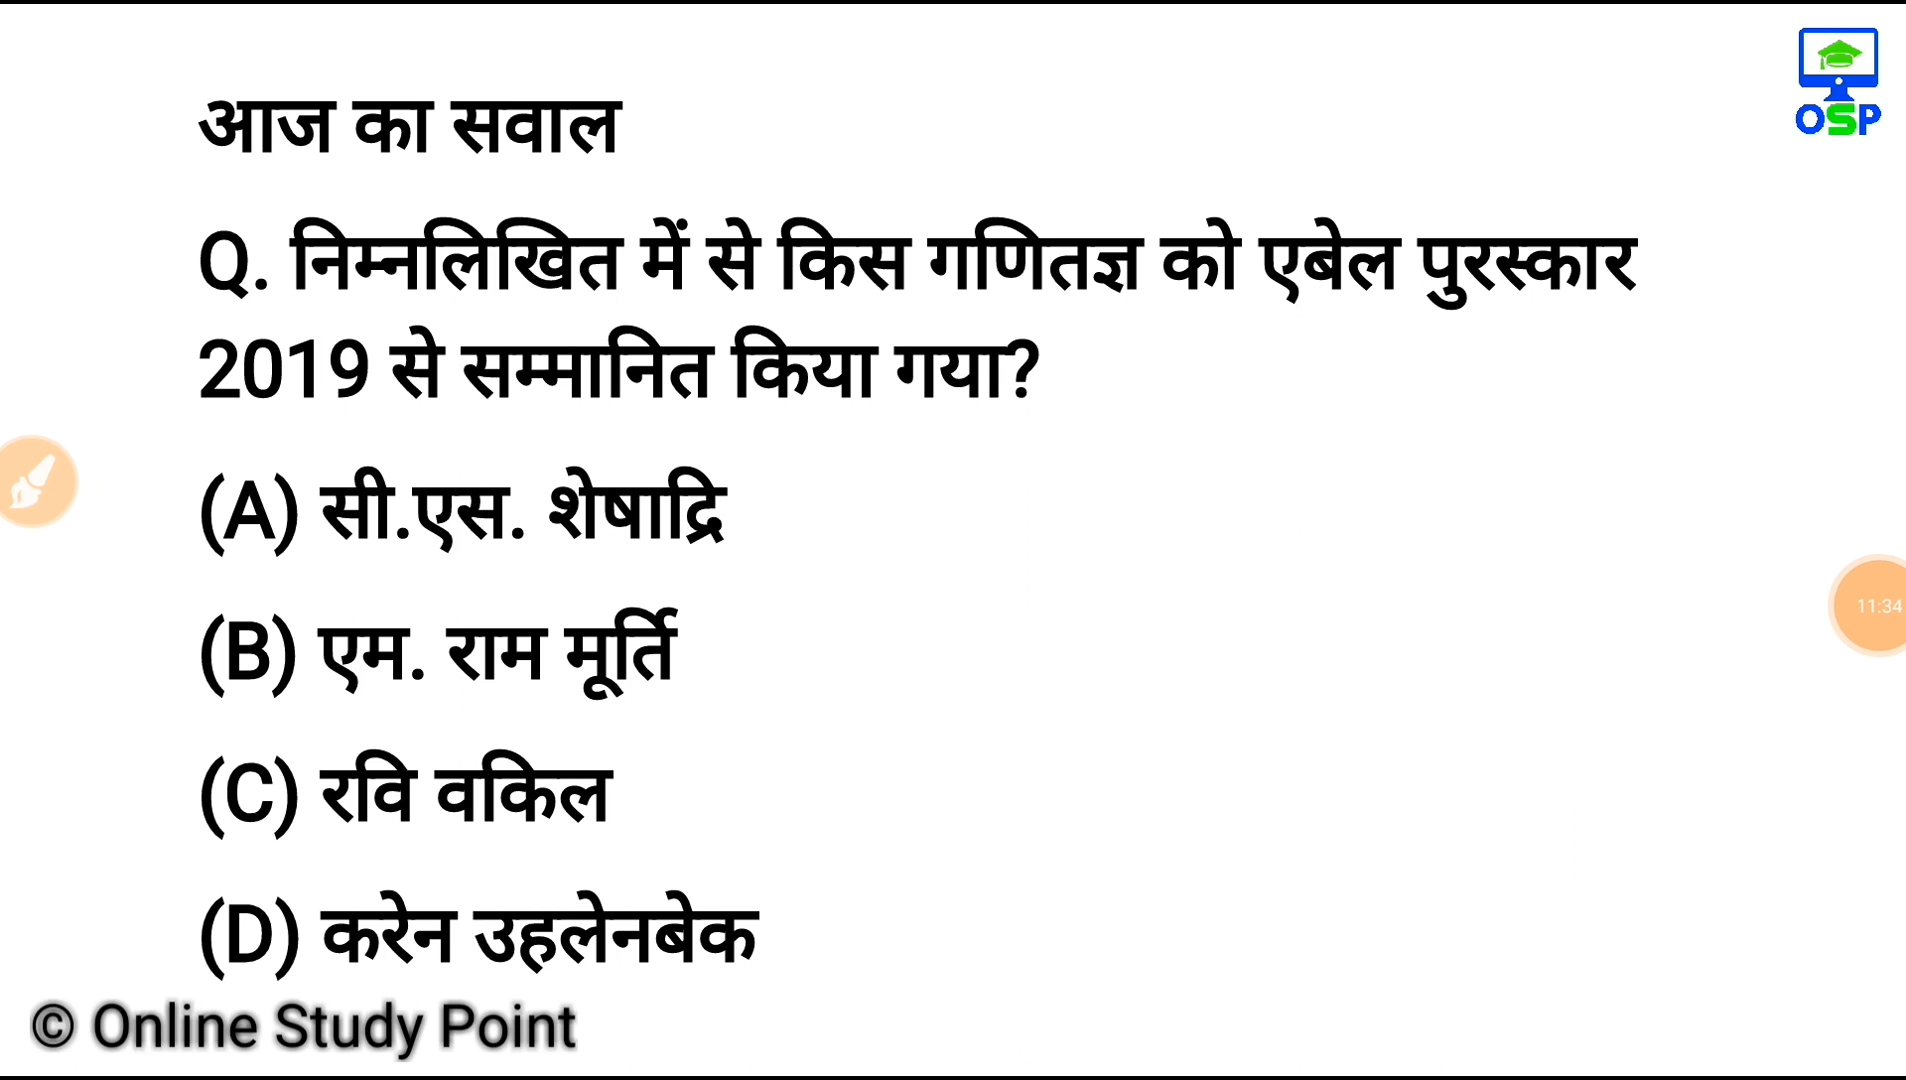 OSP
आज का सवाल
Q. निम्नलिखित में से किस गणितज्ञ को एबेल पुरस्कार
2019 से सम्मानित किया गया?
(A) सी.एस. शेषाद्रि
(B) एम. राम मूर्ति
(C) रवि वकिल
11:34
(D) करेन उहलेनबेक
© Online Study Point